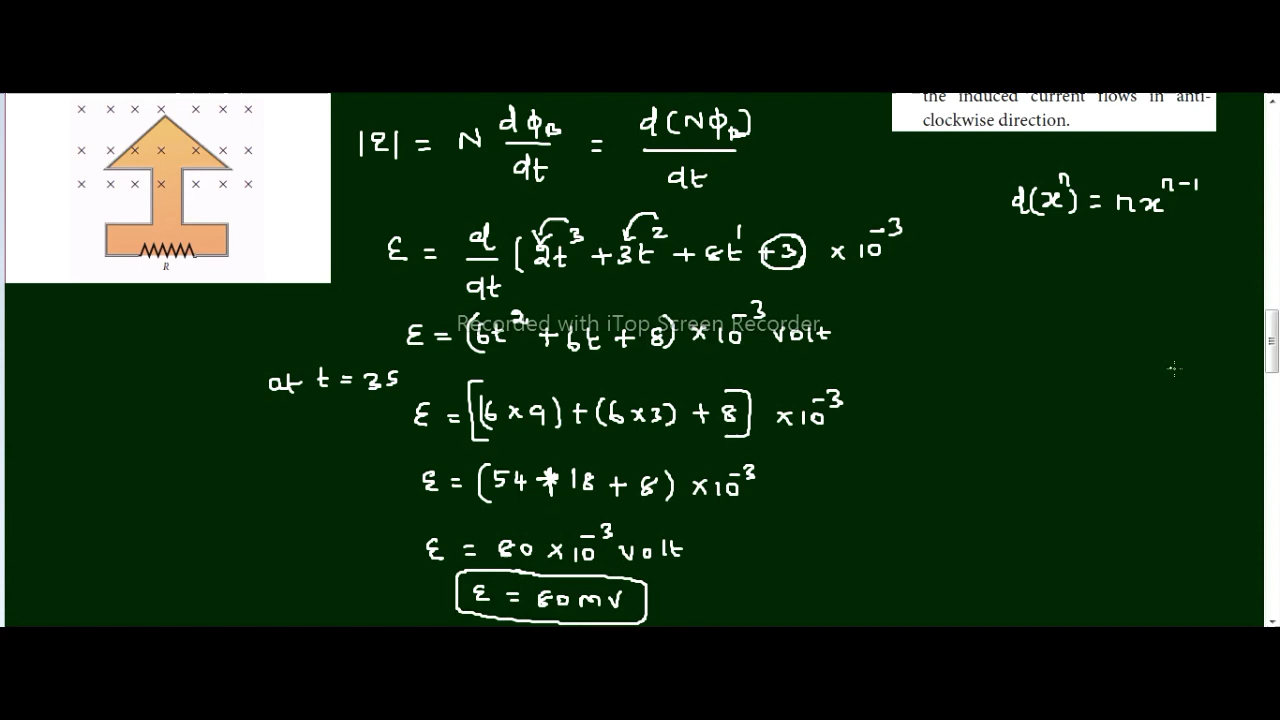 the induced current flows in anti-
clockwise direction.
R
|ε| = N dϕB/dt = d(NϕB)/dt
d(xⁿ) = n xⁿ⁻¹
ε = d/dt [2t³ + 3t² + 8t¹ + 3) × 10⁻³
Recorded with iTop Screen Recorder
ε = (6t² + 6t + 8) × 10⁻³ volt
at t = 3s
ε = [(6 × 9) + (6 × 3) + 8] × 10⁻³
ε = (54 + 18 + 8) × 10⁻³
ε = 80 × 10⁻³ volt
ε = 80 mV